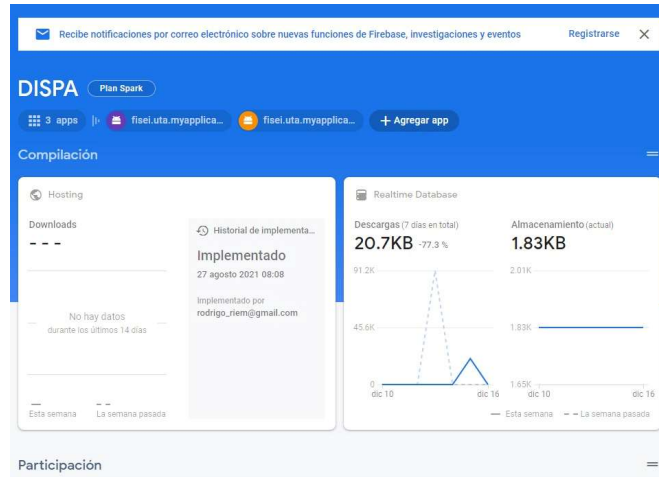 Recibe notificaciones por correo electrónico sobre nuevas funciones de Firebase, investigaciones y eventos Registrarse
DISPA Plan Spark
3 apps fisei.uta.myapplica... fisei.uta.myapplica... + Agregar app
Compilación
Hosting
Downloads
- - -
No hay datos
durante los últimos 14 días
Esta semana La semana pasada
Historial de implementa...
Implementado
27 agosto 2021 08:08
Implementado por
rodrigo_riem@gmail.com
Realtime Database
Descargas (7 días en total)
20.7KB -77.3 %
91.2K
45.6K
0
dic 10 dic 16
Almacenamiento (actual)
1.83KB
2.01K
1.83K
1.65K
dic 10 dic 16
Esta semana La semana pasada
Participación